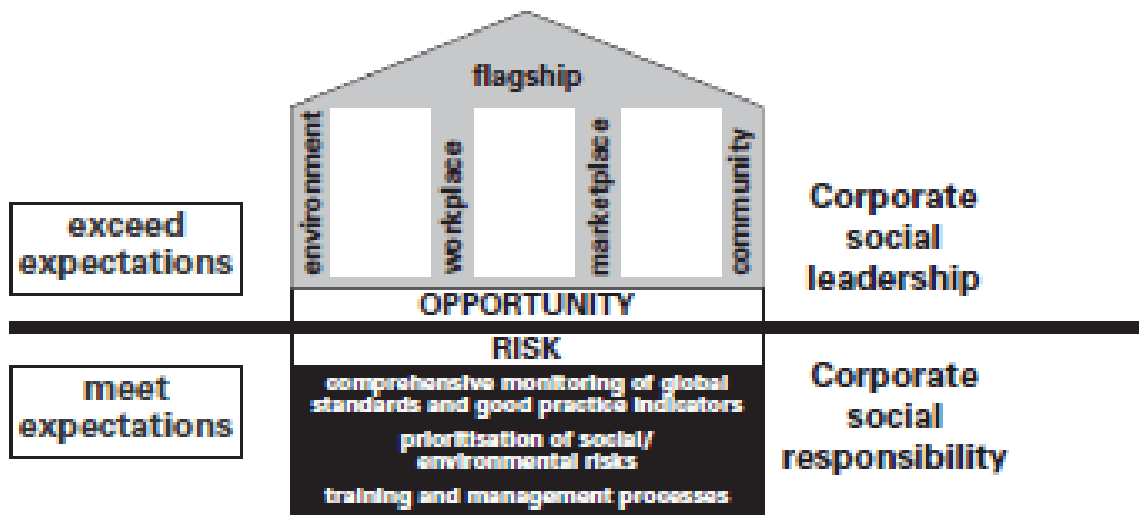 flagship
environment
workplace
marketplace
community
exceed
expectations
Corporate
social
leadership
OPPORTUNITY
RISK
meet
expectations
comprehensive monitoring of global
standards and good practice indicators
prioritisation of social/
environmental risks
training and management processes
Corporate
social
responsibility